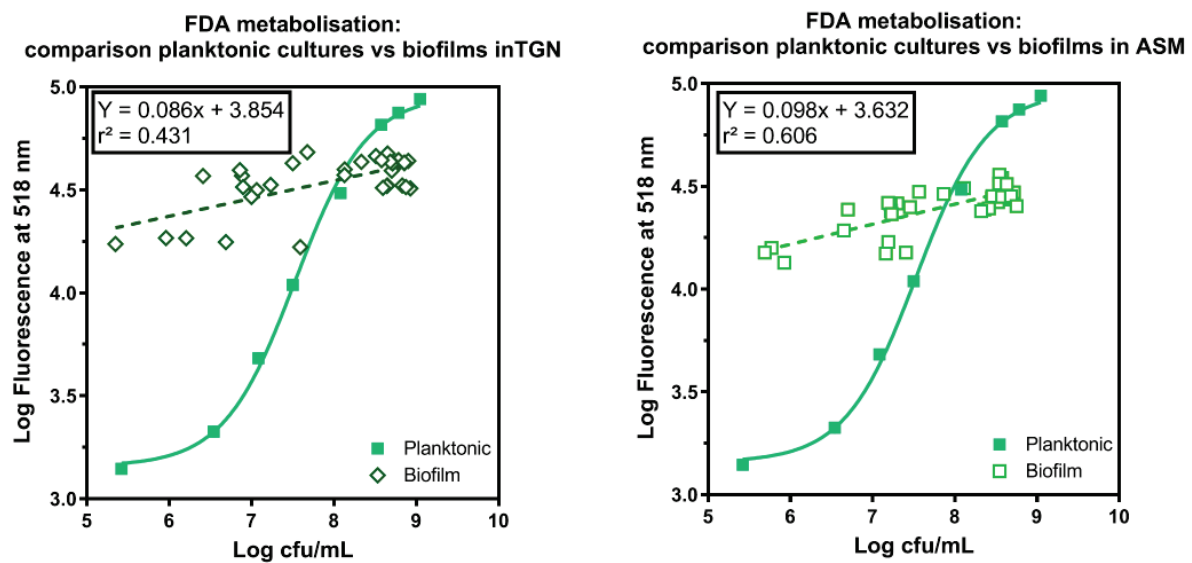 FDA metabolisation:
comparison planktonic cultures vs biofilms inTGN
Y = 0.086x + 3.854
r² = 0.431
Log Fluorescence at 518 nm
5.0
4.5
4.0
3.5
3.0
Planktonic
Biofilm
5 6 7 8 9 10
Log cfu/mL
FDA metabolisation:
comparison planktonic cultures vs biofilms in ASM
Y = 0.098x + 3.632
r² = 0.606
Log Fluorescence at 518 nm
5.0
4.5
4.0
3.5
3.0
Planktonic
Biofilm
5 6 7 8 9 10
Log cfu/mL